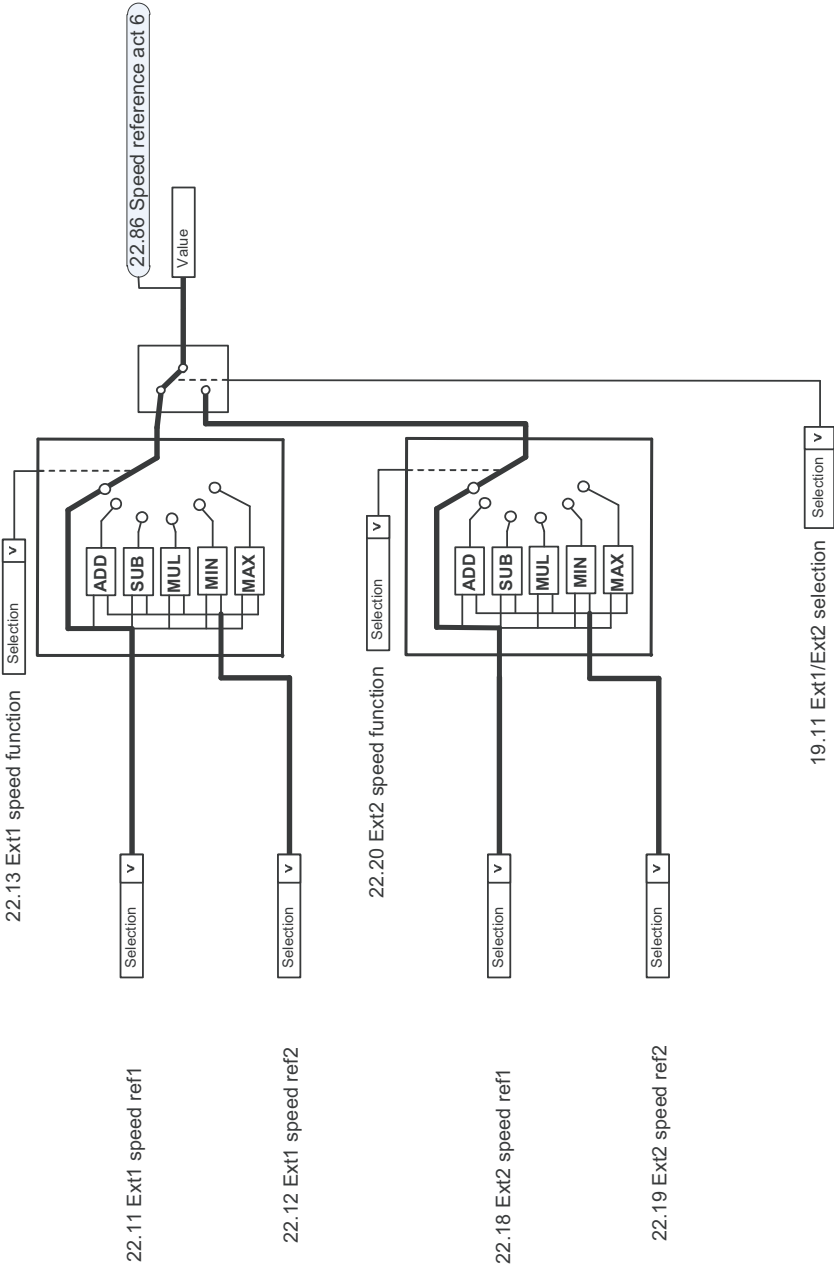 22.13 Ext1 speed function
Selection
v
22.86 Speed reference act 6
Value
22.11 Ext1 speed ref1
Selection
v
ADD
SUB
MUL
MIN
MAX
22.12 Ext1 speed ref2
Selection
v
22.20 Ext2 speed function
Selection
v
22.18 Ext2 speed ref1
Selection
v
ADD
SUB
MUL
MIN
MAX
22.19 Ext2 speed ref2
Selection
v
19.11 Ext1/Ext2 selection
Selection
v